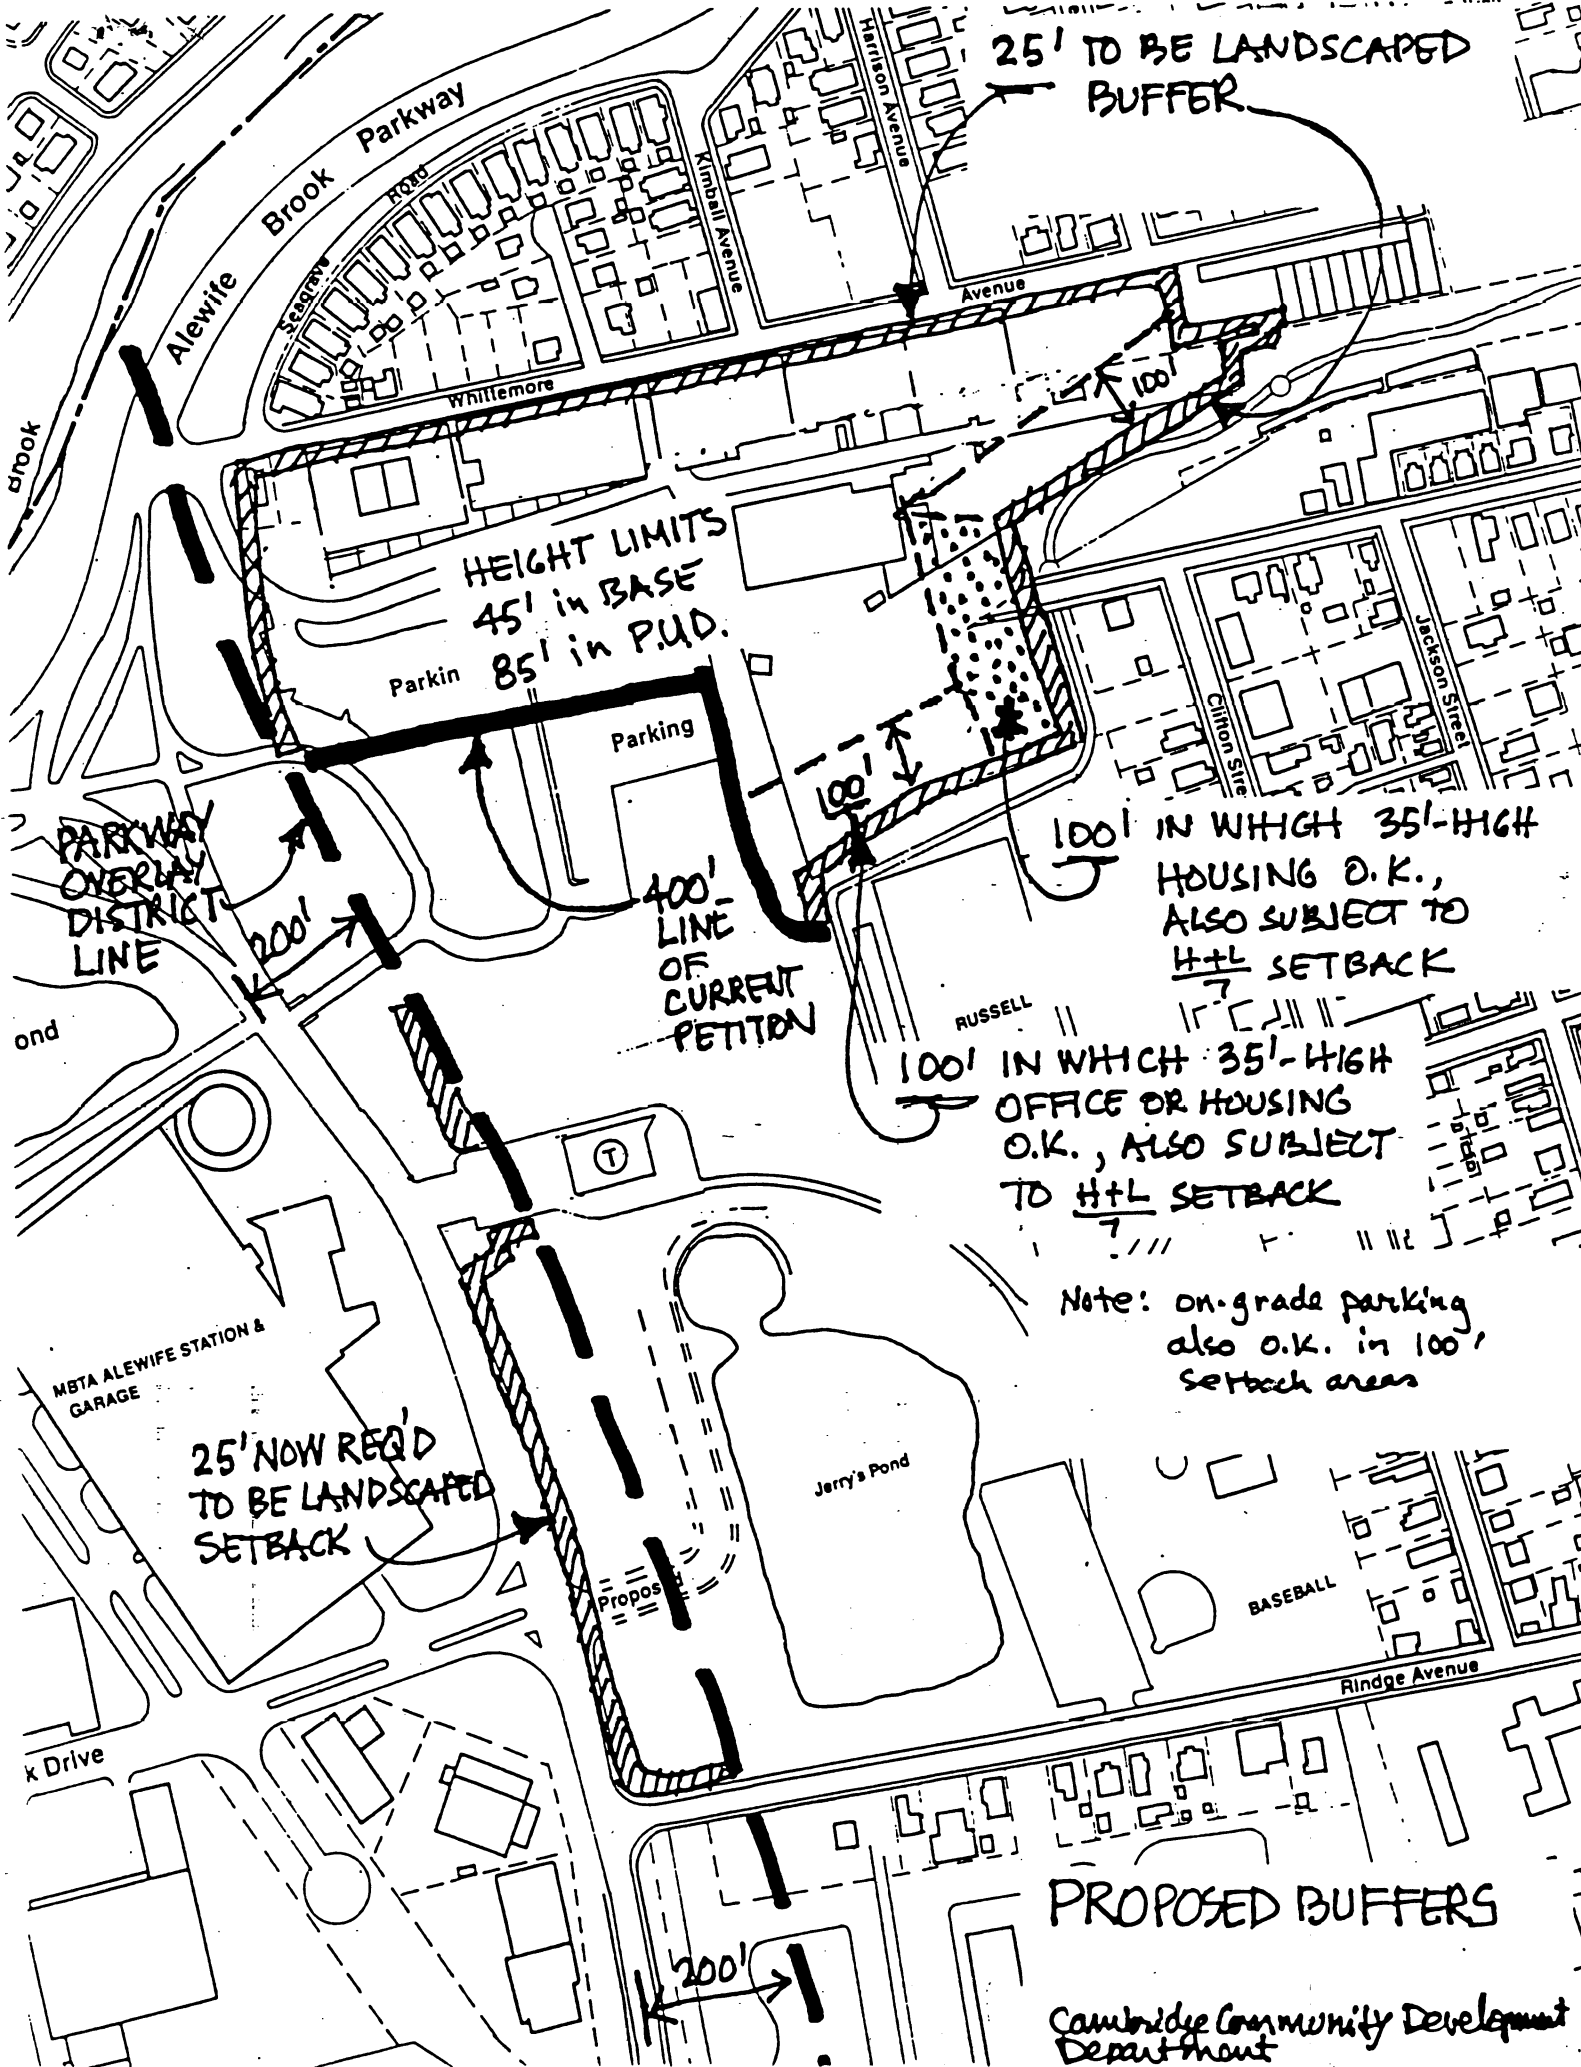 25' TO BE LANDSCAPED
BUFFER
Harrison Avenue
Alewife Brook Parkway
Seagrave Road
Kimball Avenue
Avenue
Whittemore
Brook
100'
HEIGHT LIMITS
45' in BASE
85' in P.U.D.
Parkin
Parking
Jackson Street
Clifton Stre
100'
PARKWAY
OVERLAY
DISTRICT
LINE
200'
400'
LINE
OF
CURRENT
PETITION
100' IN WHICH 35'-HIGH
HOUSING O.K.,
ALSO SUBJECT TO
H+L
7 SETBACK
RUSSELL
ond
100' IN WHICH 35'-HIGH
OFFICE OR HOUSING
O.K., ALSO SUBJECT
TO H+L SETBACK
7
T
Note: on-grade parking
also O.K. in 100'
setback areas
MBTA ALEWIFE STATION &
GARAGE
25' NOW REQ'D
TO BE LANDSCAPED
SETBACK
Jerry's Pond
Propos
BASEBALL
Rindge Avenue
k Drive
PROPOSED BUFFERS
200'
Cambridge Community Development
Department